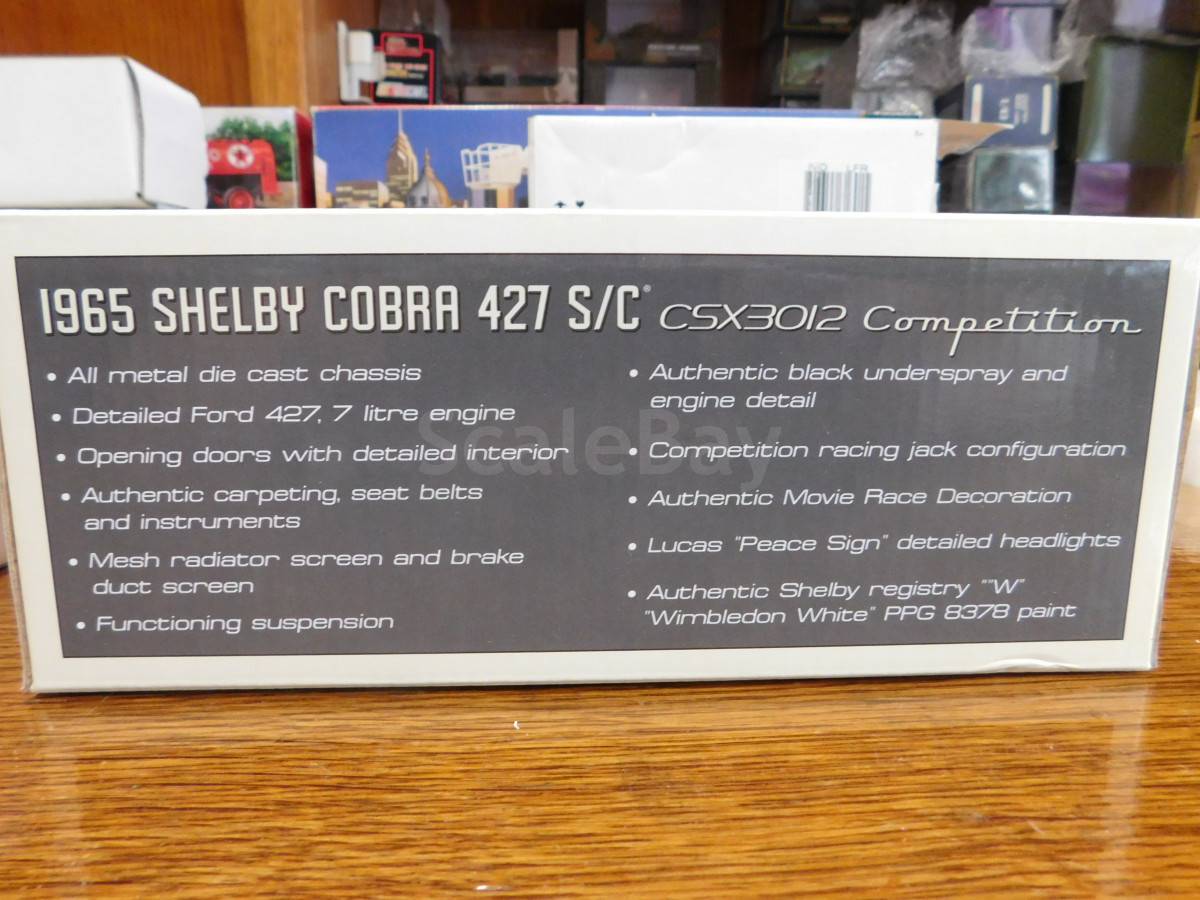 1965 SHELBY COBRA 427 S/C® CSX3012 Competition
• All metal die cast chassis
• Detailed Ford 427, 7 litre engine
• Opening doors with detailed interior
• Authentic carpeting, seat belts
and instruments
• Mesh radiator screen and brake
duct screen
• Functioning suspension
• Authentic black underspray and
engine detail
• Competition racing jack configuration
• Authentic Movie Race Decoration
• Lucas "Peace Sign" detailed headlights
• Authentic Shelby registry ""W"
"Wimbledon White" PPG 8378 paint
ScaleBay